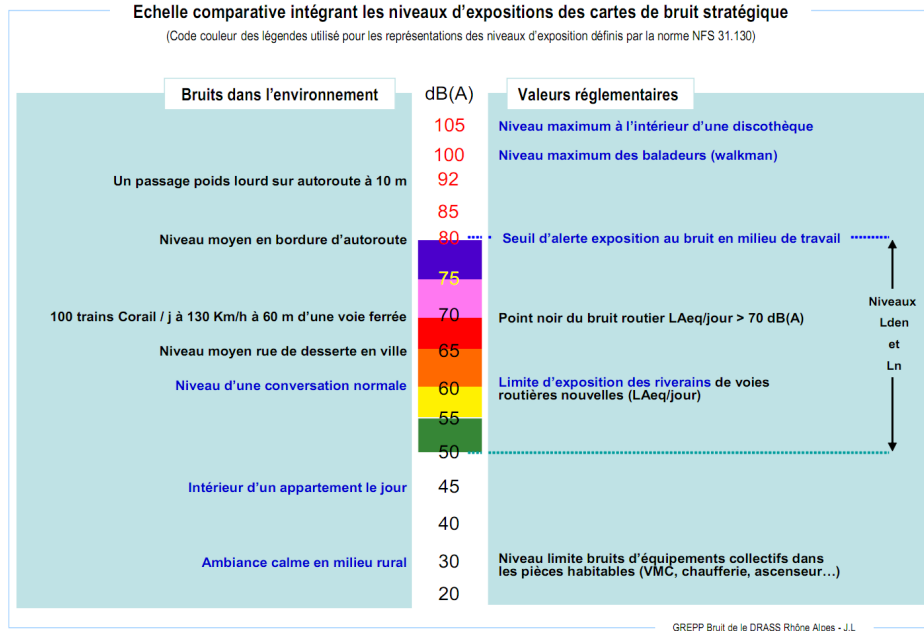 Echelle comparative intégrant les niveaux d'expositions des cartes de bruit stratégique
(Code couleur des légendes utilisé pour les représentations des niveaux d'exposition définis par la norme NFS 31.130)
Bruits dans l'environnement
dB(A)
Valeurs réglementaires
105
Niveau maximum à l'intérieur d'une discothèque
100
Niveau maximum des baladeurs (walkman)
Un passage poids lourd sur autoroute à 10 m
92
85
Niveau moyen en bordure d'autoroute
80
Seuil d'alerte exposition au bruit en milieu de travail
75
Niveaux
Lden
et
Ln
100 trains Corail / j à 130 Km/h à 60 m d'une voie ferrée
70
Point noir du bruit routier LAeq/jour > 70 dB(A)
Niveau moyen rue de desserte en ville
65
Niveau d'une conversation normale
60
Limite d'exposition des riverains de voies
routières nouvelles (LAeq/jour)
55
50
Intérieur d'un appartement le jour
45
40
Ambiance calme en milieu rural
30
Niveau limite bruits d'équipements collectifs dans
les pièces habitables (VMC, chaufferie, ascenseur…)
20
GREPP Bruit de le DRASS Rhône Alpes - J.L